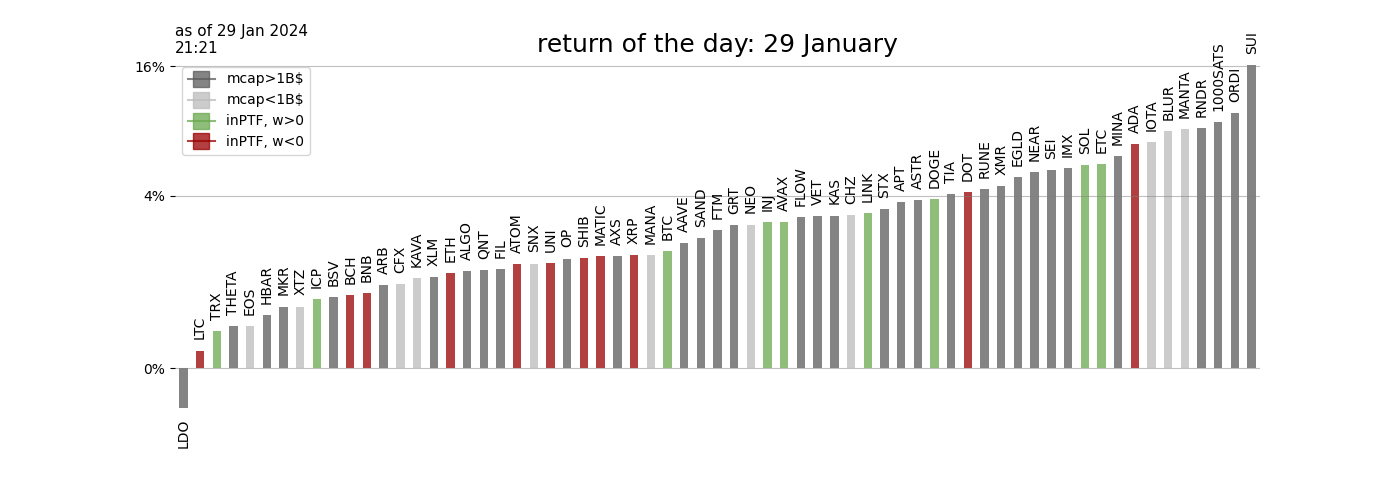 as of 29 Jan 2024
21:21
return of the day: 29 January
16%
4%
0%
mcap>1B$
mcap<1B$
inPTF, w>0
inPTF, w<0
LDO
LTC
TRX
THETA
EOS
HBAR
MKR
XTZ
ICP
BSV
BCH
BNB
ARB
CFX
KAVA
XLM
ETH
ALGO
QNT
FIL
ATOM
SNX
UNI
OP
SHIB
MATIC
AXS
XRP
MANA
BTC
AAVE
SAND
FTM
GRT
NEO
INJ
AVAX
FLOW
VET
KAS
CHZ
LINK
STX
APT
ASTR
DOGE
TIA
DOT
RUNE
XMR
EGLD
NEAR
SEI
IMX
SOL
ETC
MINA
ADA
IOTA
BLUR
MANTA
RNDR
1000SATS
ORDI
SUI